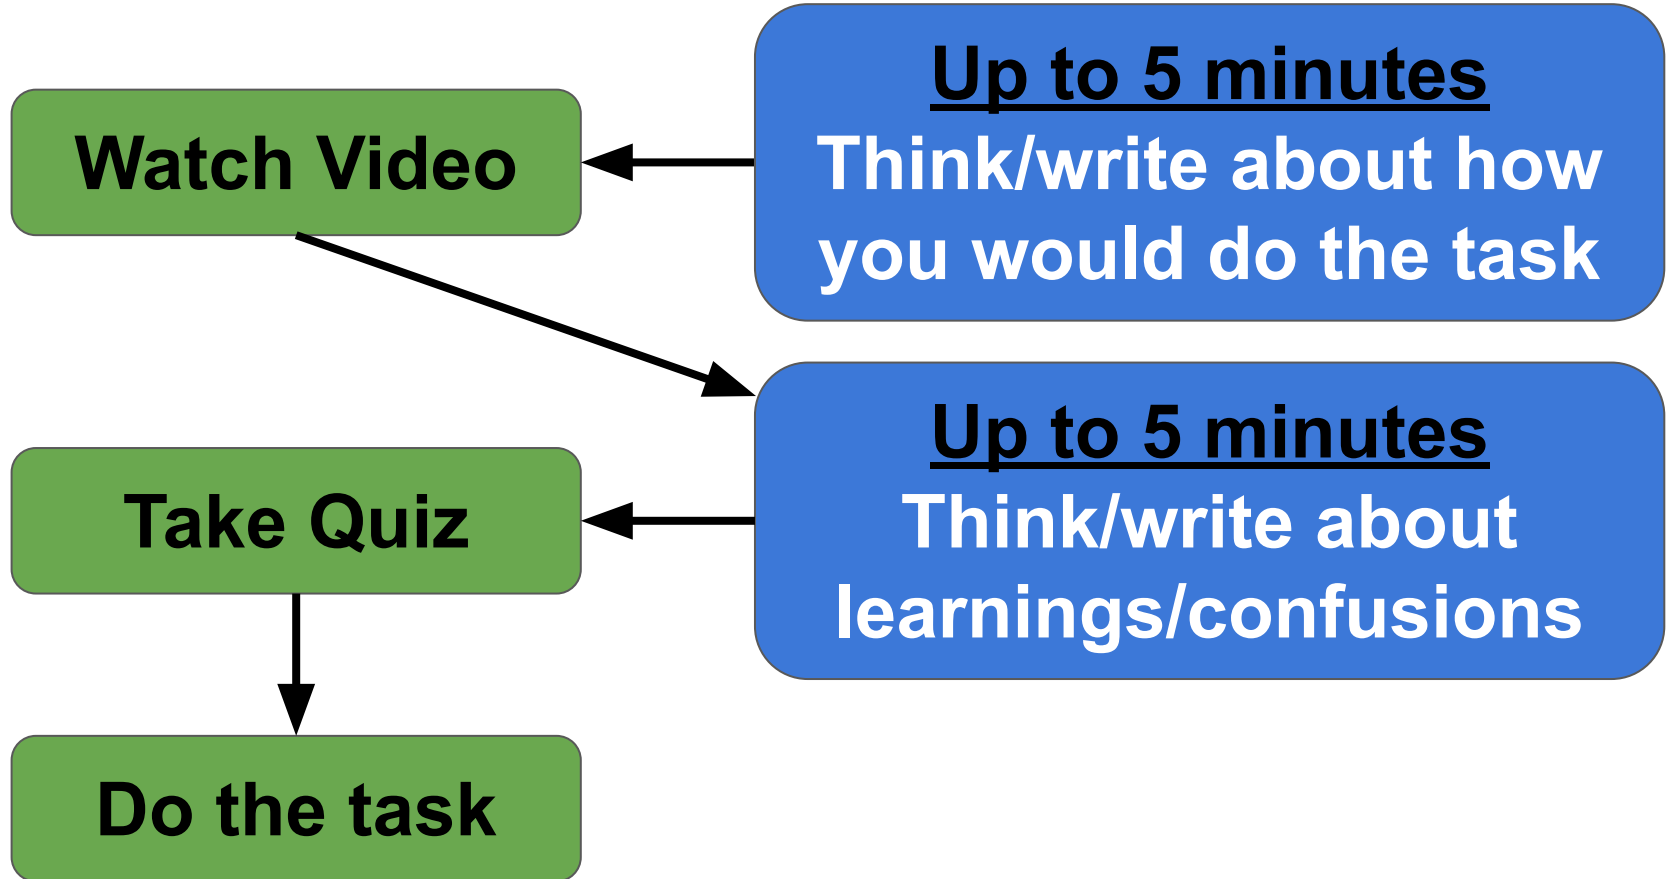 Up to 5 minutes
Think/write about how
you would do the task
Watch Video
Up to 5 minutes
Think/write about
learnings/confusions
Take Quiz
Do the task